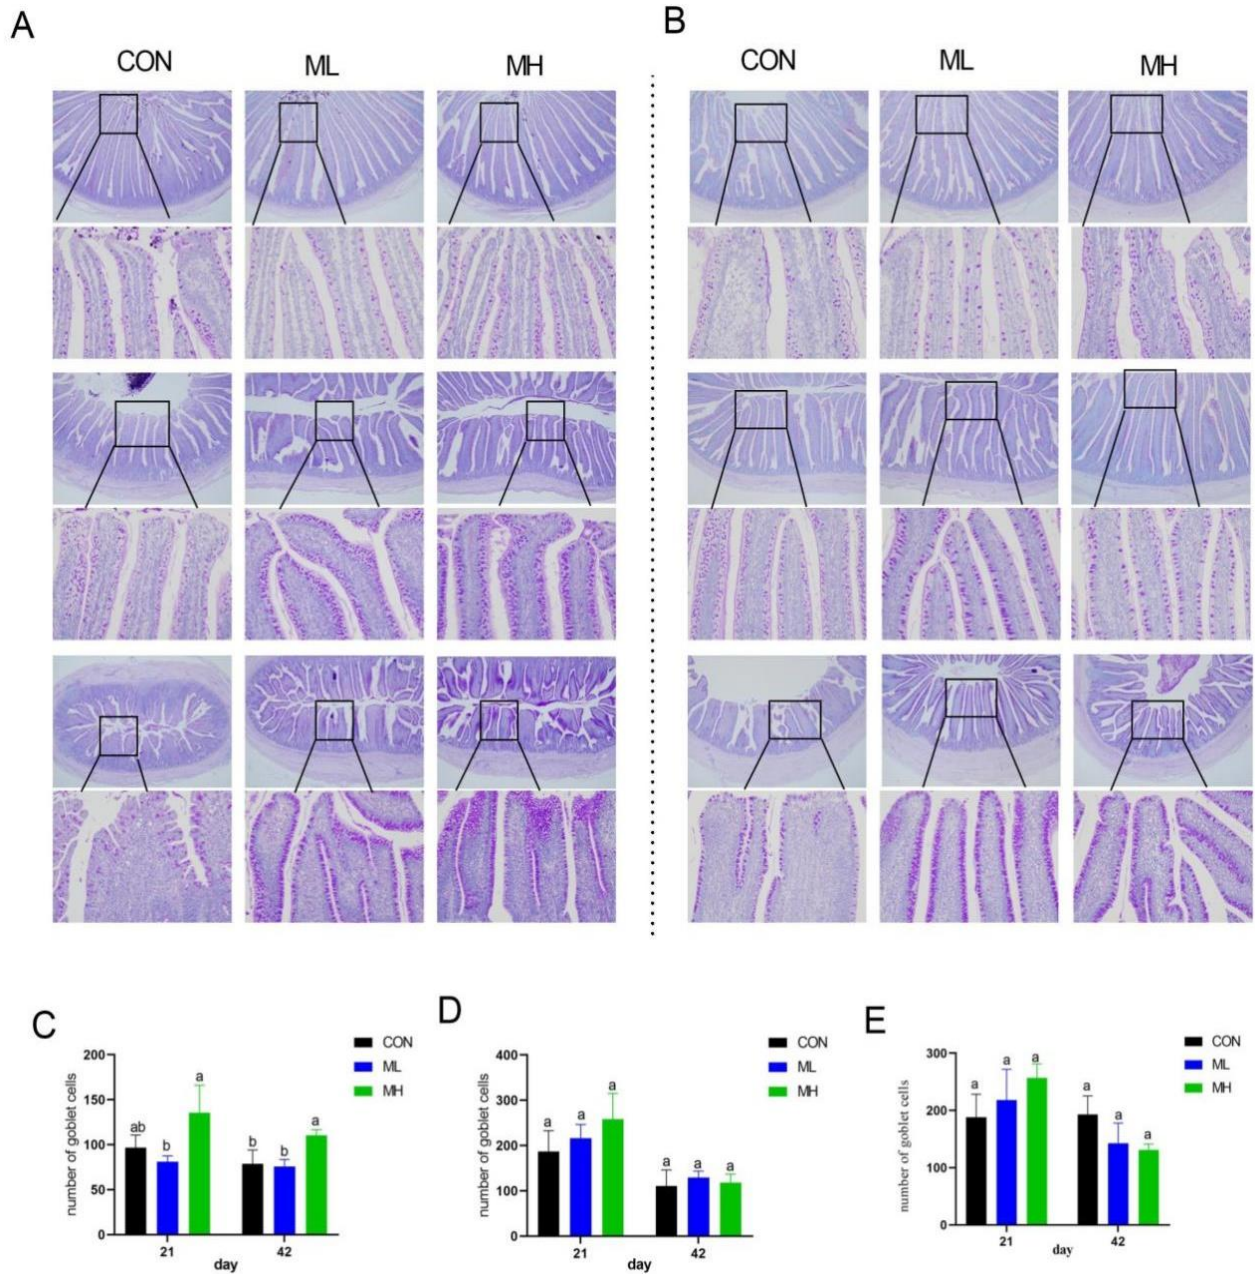 A
B
CON ML MH
CON ML MH
C
number of goblet cells
200
150
100
50
0
ab b a
b b a
21 42
day
CON
ML
MH
D
number of goblet cells
400
300
200
100
0
a a a
a a a
21 42
day
CON
ML
MH
E
number of goblet cells
300
200
100
0
a a a
a a a
21 42
day
CON
ML
MH